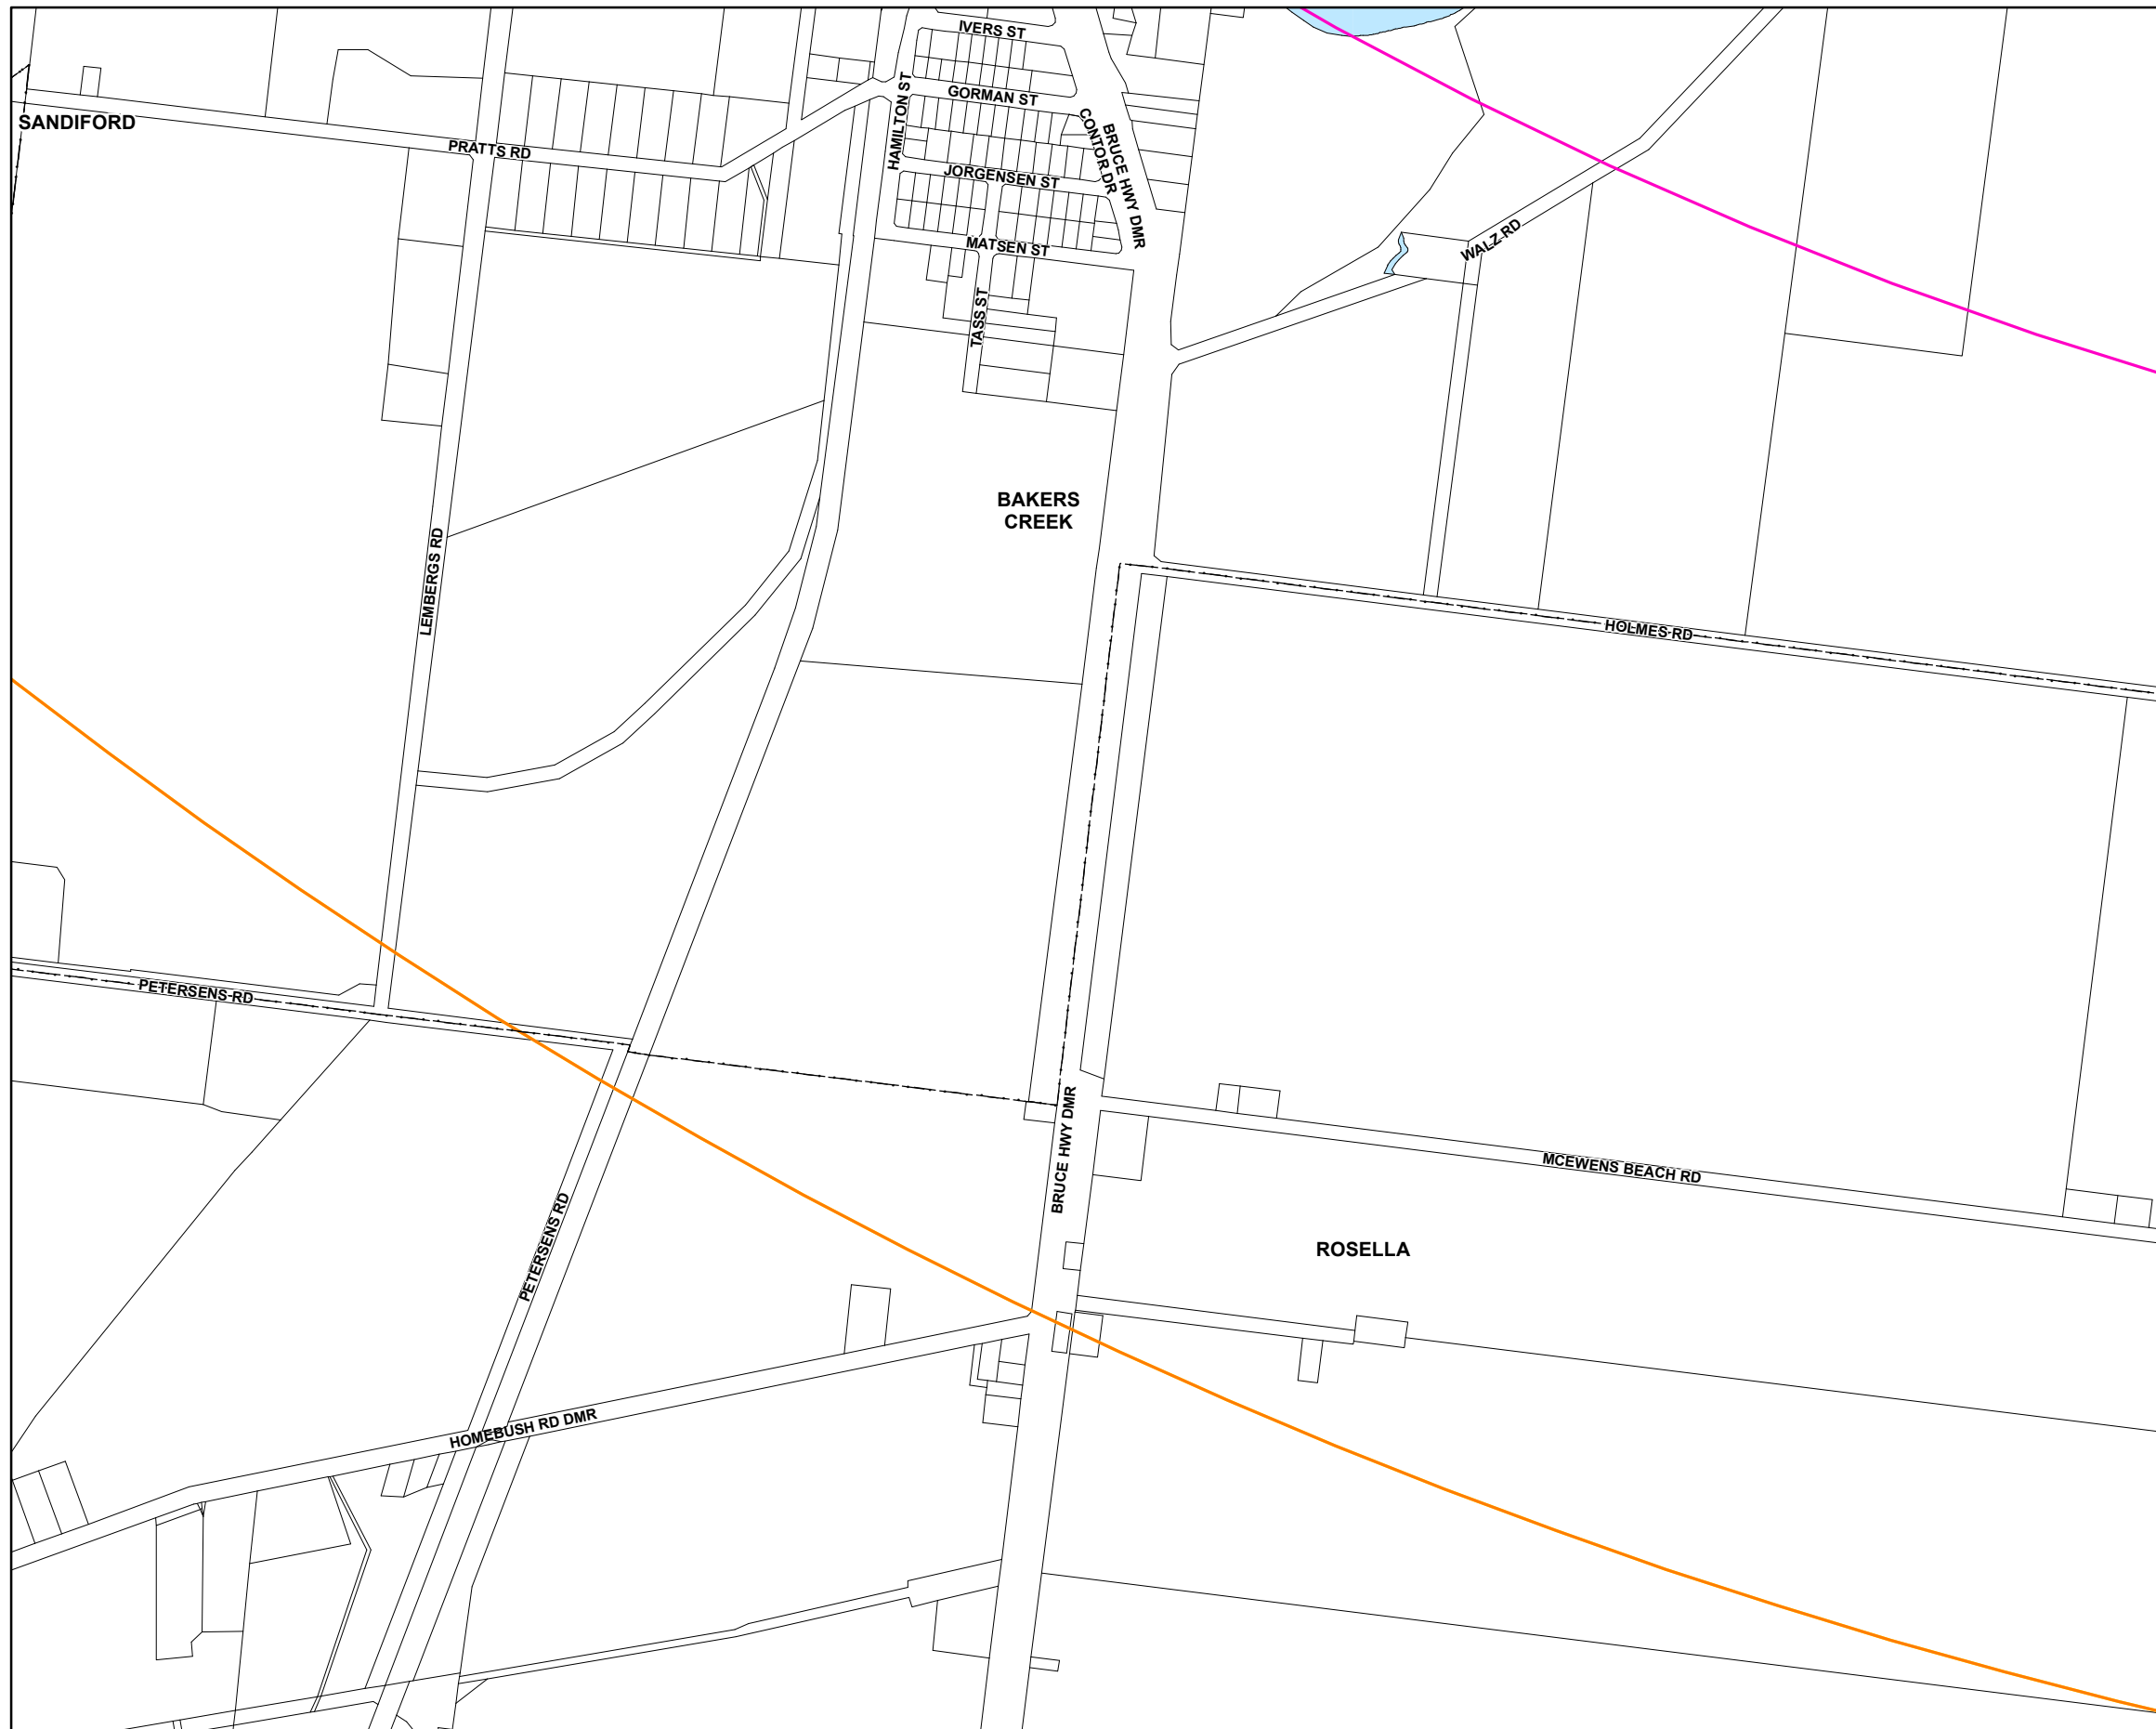 IVERS ST
GORMAN ST
HAMILTON ST
SANDIFORD
PRATTS RD
CONTOR DR
BRUCE HWY DMR
JORGENSEN ST
MATSEN ST
WALZ RD
TASS ST
BAKERS
CREEK
LEMBERGS RD
HOLMES RD
PETERSENS RD
BRUCE HWY DMR
MCEWENS BEACH RD
PETERSENS RD
ROSELLA
HOMEBUSH RD DMR